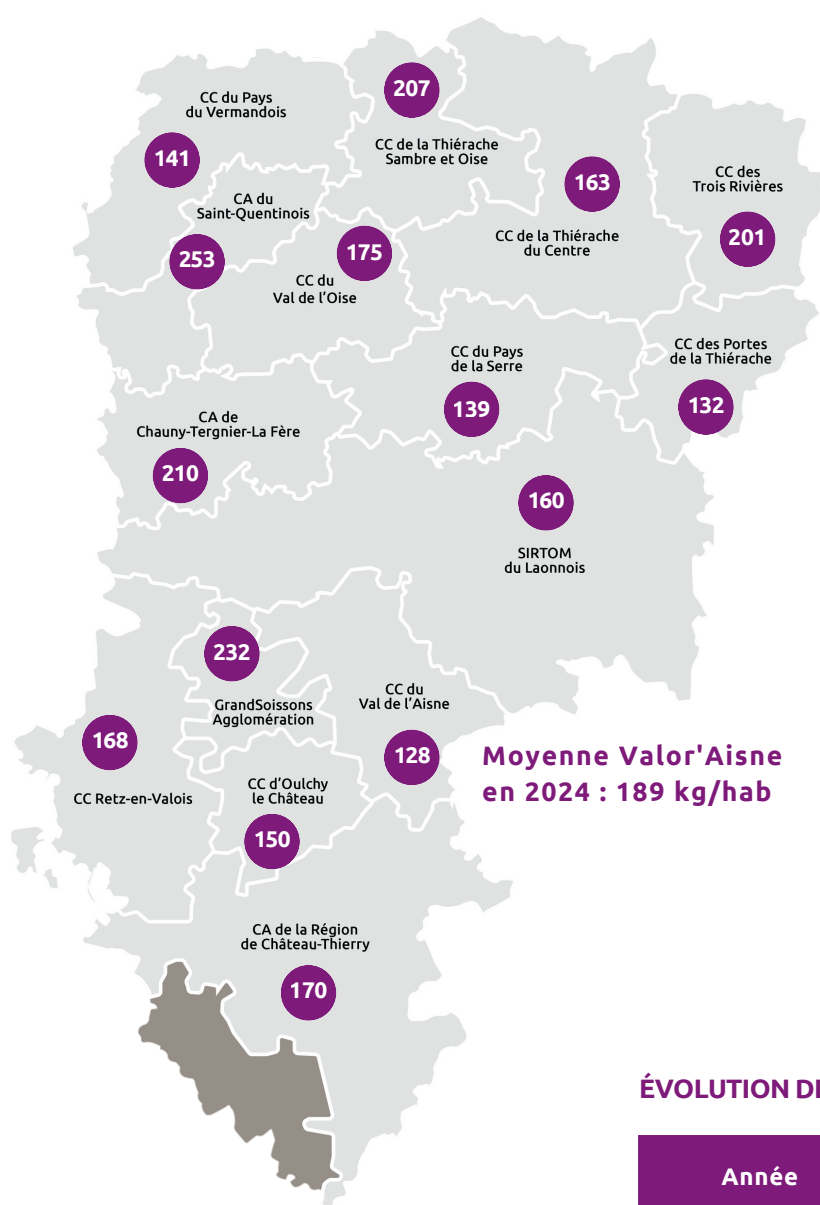 207
CC du Pays
du Vermandois
CC de la Thiérache
Sambre et Oise
141
163
CC des
Trois Rivières
CA du
Saint-Quentinois
201
CC de la Thiérache
du Centre
253
175
CC du
Val de l'Oise
CC du Pays
de la Serre
CC des Portes
de la Thiérache
139
132
CA de
Chauny-Tergnier-La Fère
210
160
SIRTOM
du Laonnois
232
GrandSoissons
Agglomération
CC du
Val de l'Aisne
168
128
Moyenne Valor'Aisne
en 2024 : 189 kg/hab
CC Retz-en-Valois
CC d'Oulchy
le Château
150
CA de la Région
de Château-Thierry
170
ÉVOLUTION DE
Année